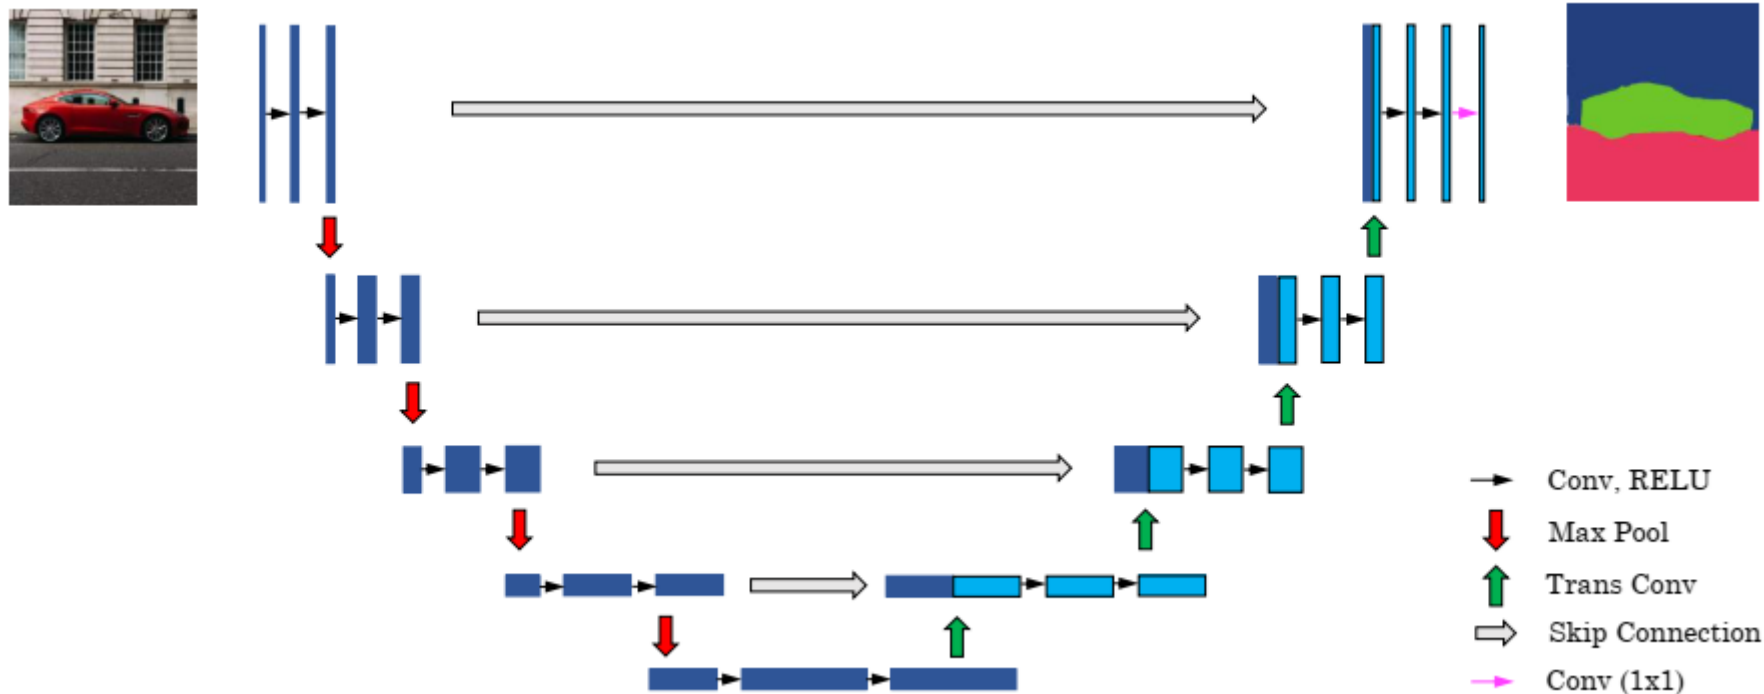 Conv, RELU
Max Pool
Trans Conv
Skip Connection
Conv (1x1)